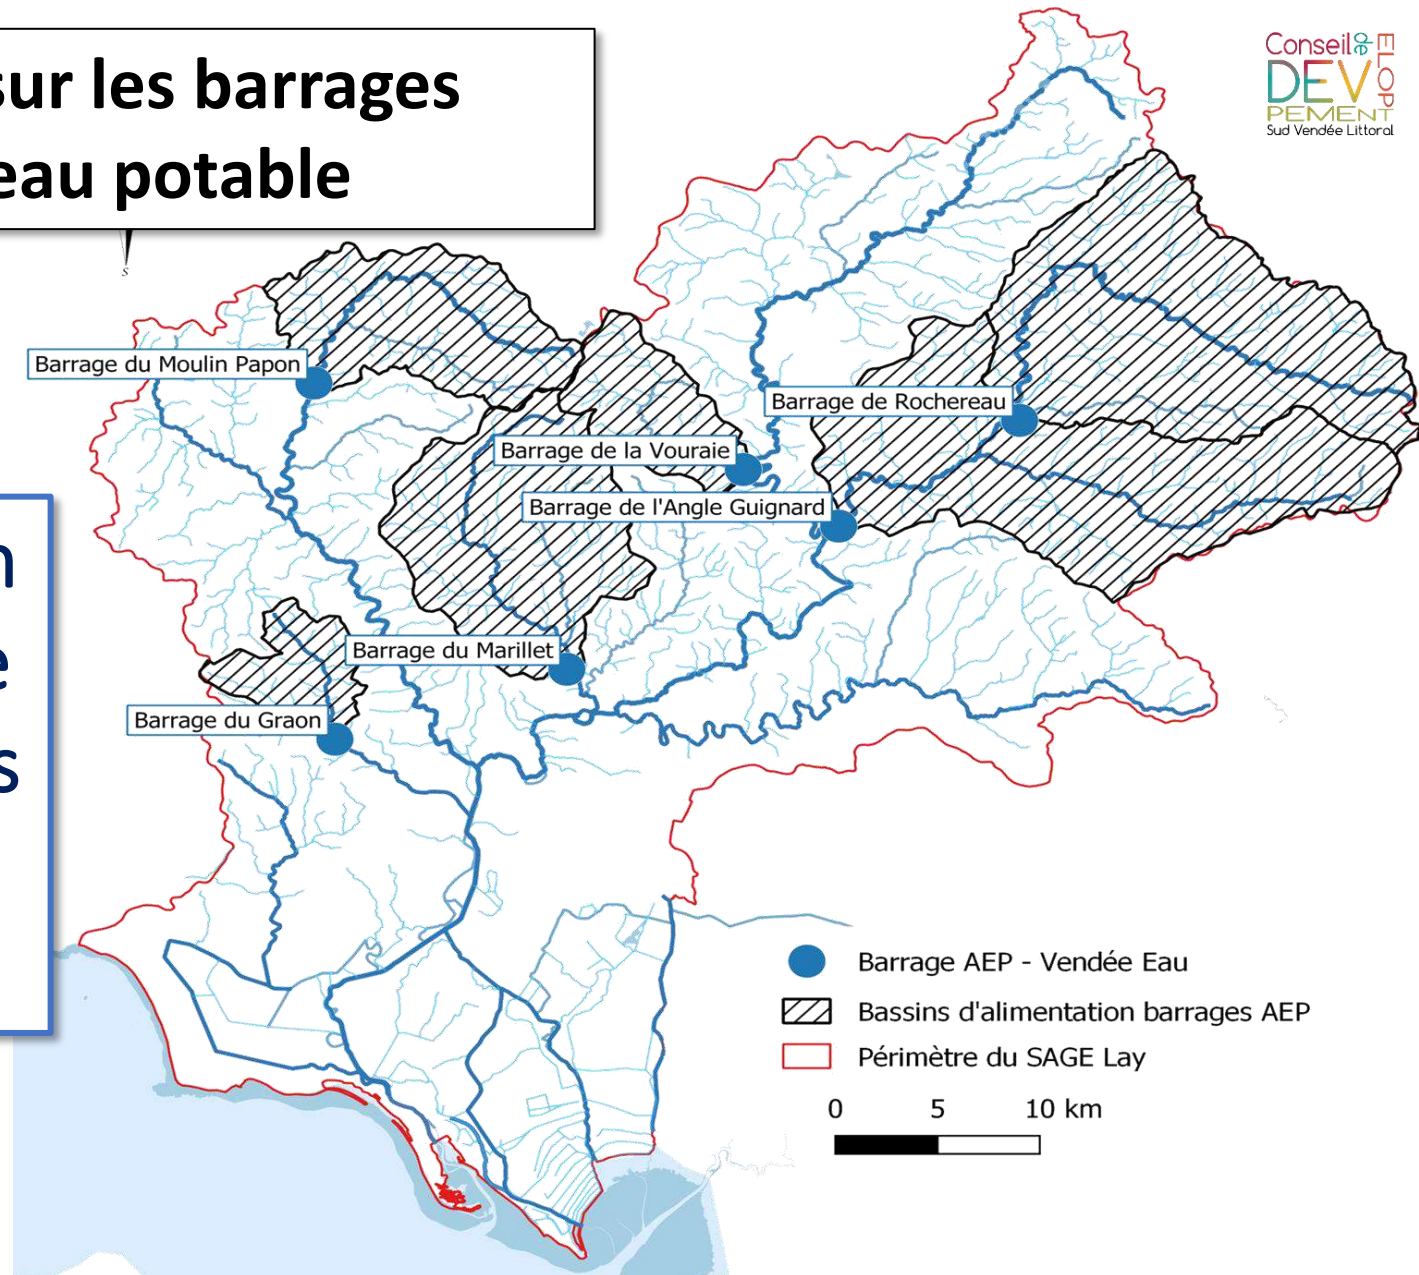 sur les barrages
eau potable
Conseil de
DEV
ELOP
PEMENT
Sud Vendée Littoral
S
Barrage du Moulin Papon
Barrage de Rochereau
Barrage de la Vouraie
Barrage de l'Angle Guignard
n
e
s
Barrage du Marillet
Barrage du Graon
Barrage AEP - Vendée Eau
Bassins d'alimentation barrages AEP
Périmètre du SAGE Lay
0 5 10 km